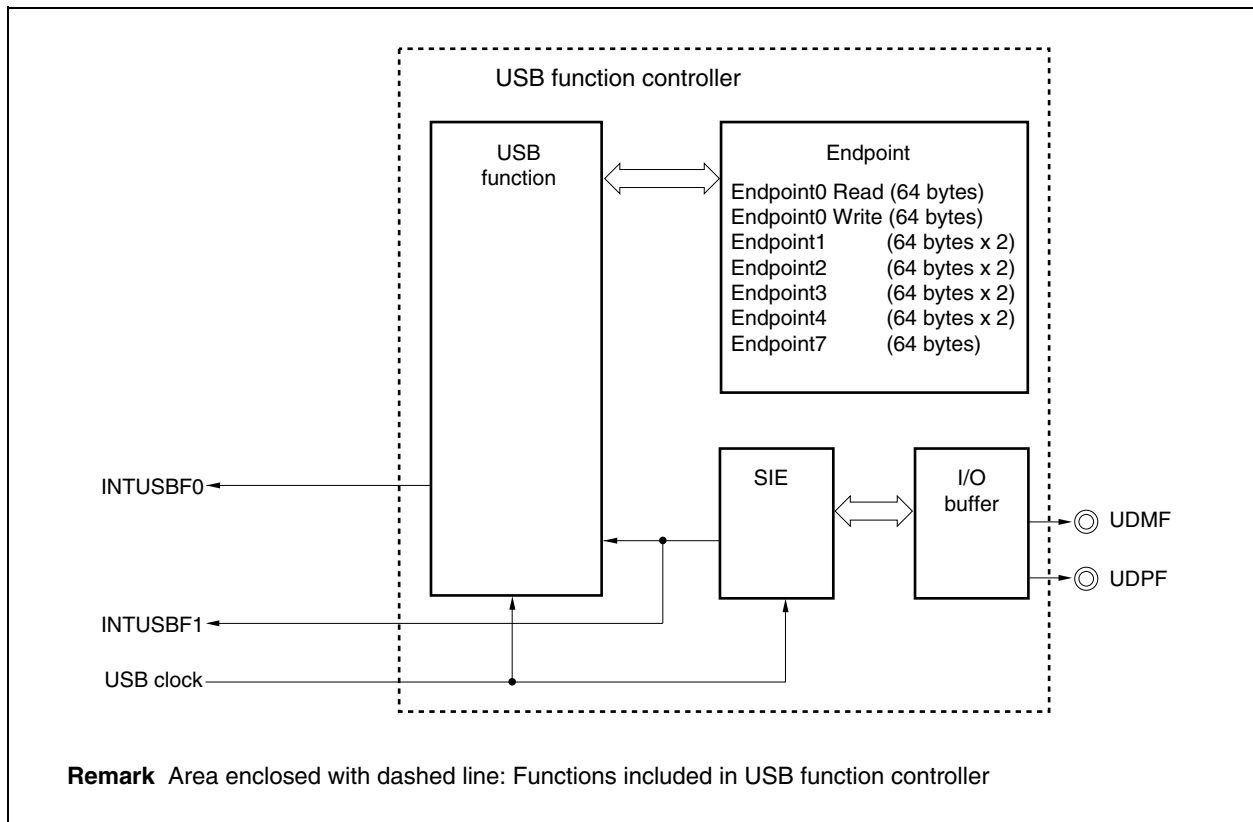 USB function controller
USB
function
Endpoint
Endpoint0 Read (64 bytes)
Endpoint0 Write (64 bytes)
Endpoint1 (64 bytes x 2)
Endpoint2 (64 bytes x 2)
Endpoint3 (64 bytes x 2)
Endpoint4 (64 bytes x 2)
Endpoint7 (64 bytes)
INTUSBF0
SIE
I/O
buffer
UDMF
UDPF
INTUSBF1
USB clock
Remark Area enclosed with dashed line: Functions included in USB function controller